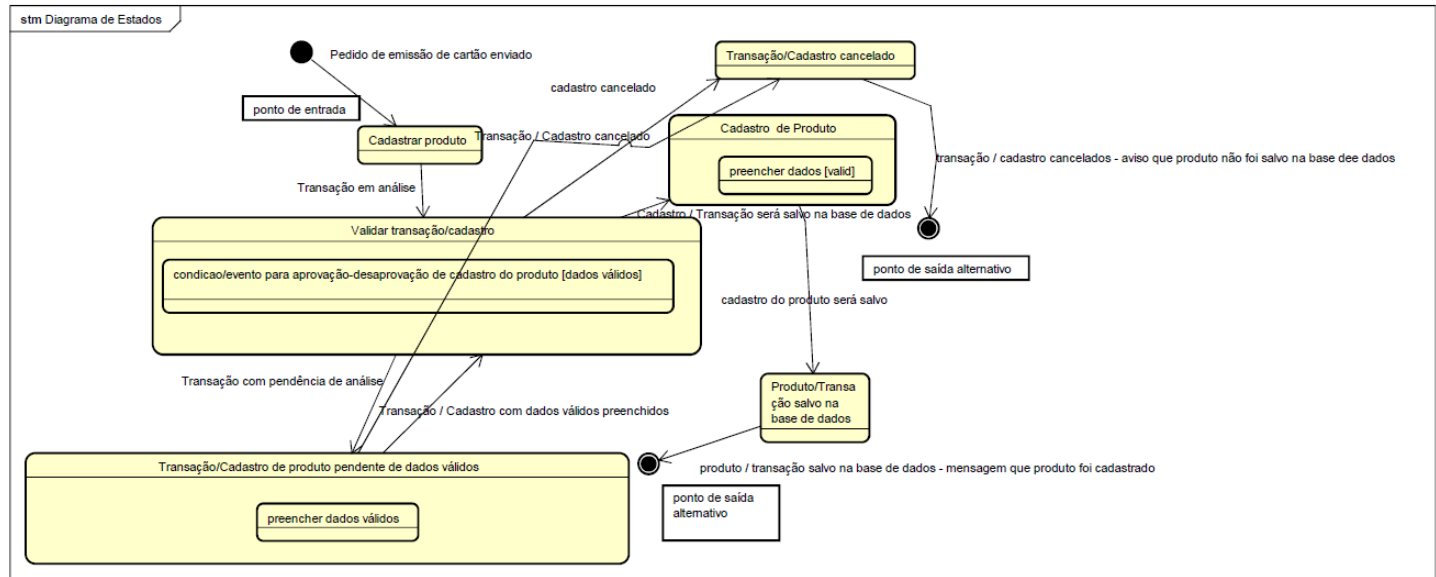 stm Diagrama de Estados
Pedido de emissão de cartão enviado
Transação/Cadastro cancelado
cadastro cancelado
ponto de entrada
Cadastrar produto
Transação / Cadastro cancelado
Cadastro de Produto
transação / cadastro cancelados - aviso que produto não foi salvo na base dee dados
preencher dados [valid]
Transação em análise
Cadastro / Transação será salvo na base de dados
Validar transação/cadastro
condicao/evento para aprovação-desaprovação de cadastro do produto [dados válidos]
ponto de saída alternativo
cadastro do produto será salvo
Transação com pendência de análise
Produto/Transa
ção salvo na
base de dados
Transação / Cadastro com dados válidos preenchidos
Transação/Cadastro de produto pendente de dados válidos
produto / transação salvo na base de dados - mensagem que produto foi cadastrado
ponto de saída
alternativo
preencher dados válidos